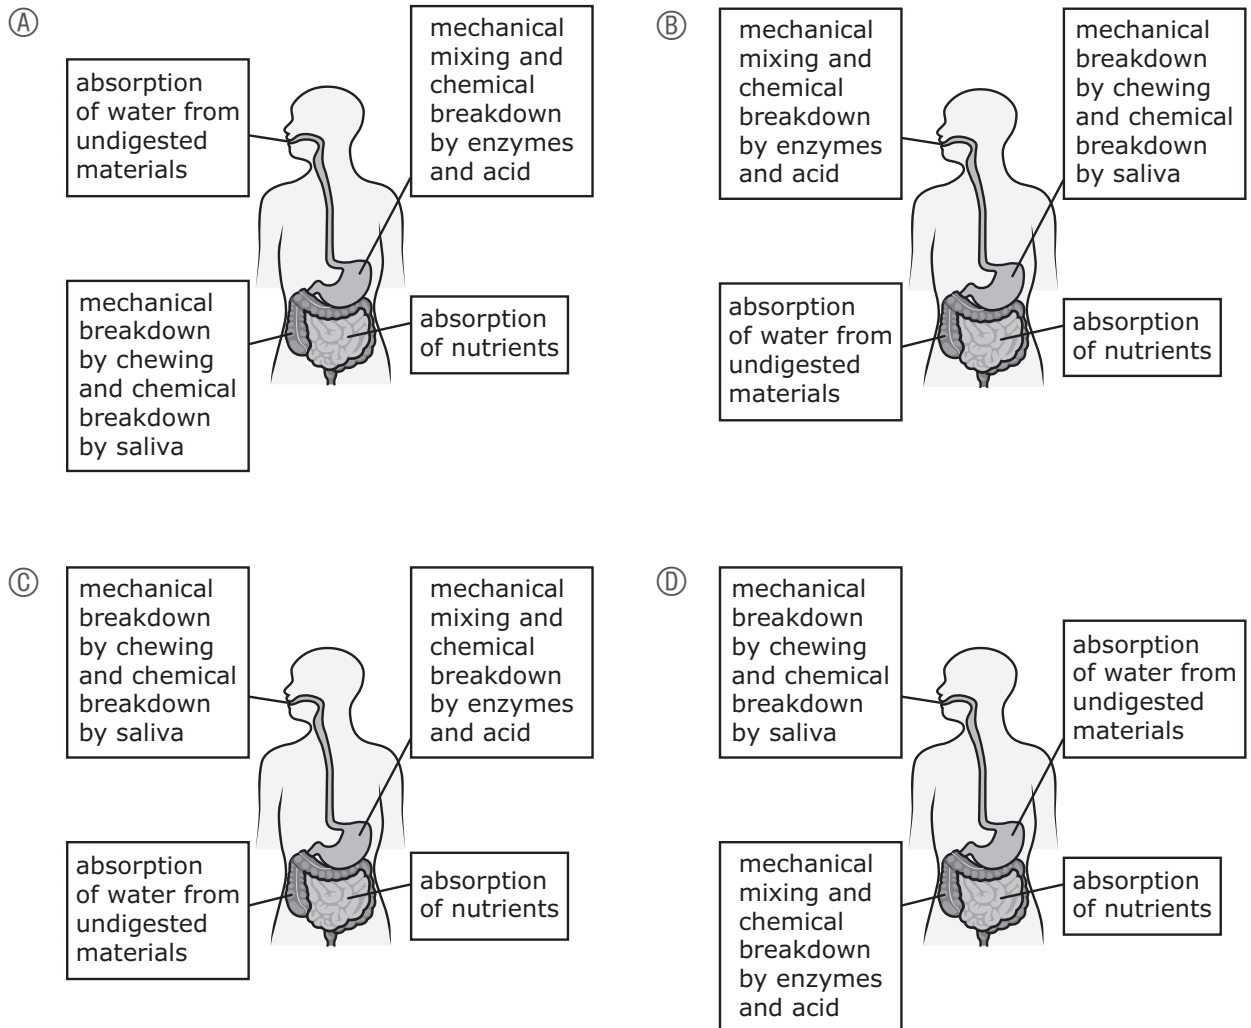 Ⓐ
absorption
of water from
undigested
materials
mechanical
mixing and
chemical
breakdown
by enzymes
and acid
mechanical
breakdown
by chewing
and chemical
breakdown
by saliva
absorption
of nutrients
Ⓑ
mechanical
mixing and
chemical
breakdown
by enzymes
and acid
mechanical
breakdown
by chewing
and chemical
breakdown
by saliva
absorption
of water from
undigested
materials
absorption
of nutrients
Ⓒ
mechanical
breakdown
by chewing
and chemical
breakdown
by saliva
mechanical
mixing and
chemical
breakdown
by enzymes
and acid
absorption
of water from
undigested
materials
absorption
of nutrients
Ⓓ
mechanical
breakdown
by chewing
and chemical
breakdown
by saliva
absorption
of water from
undigested
materials
mechanical
mixing and
chemical
breakdown
by enzymes
and acid
absorption
of nutrients